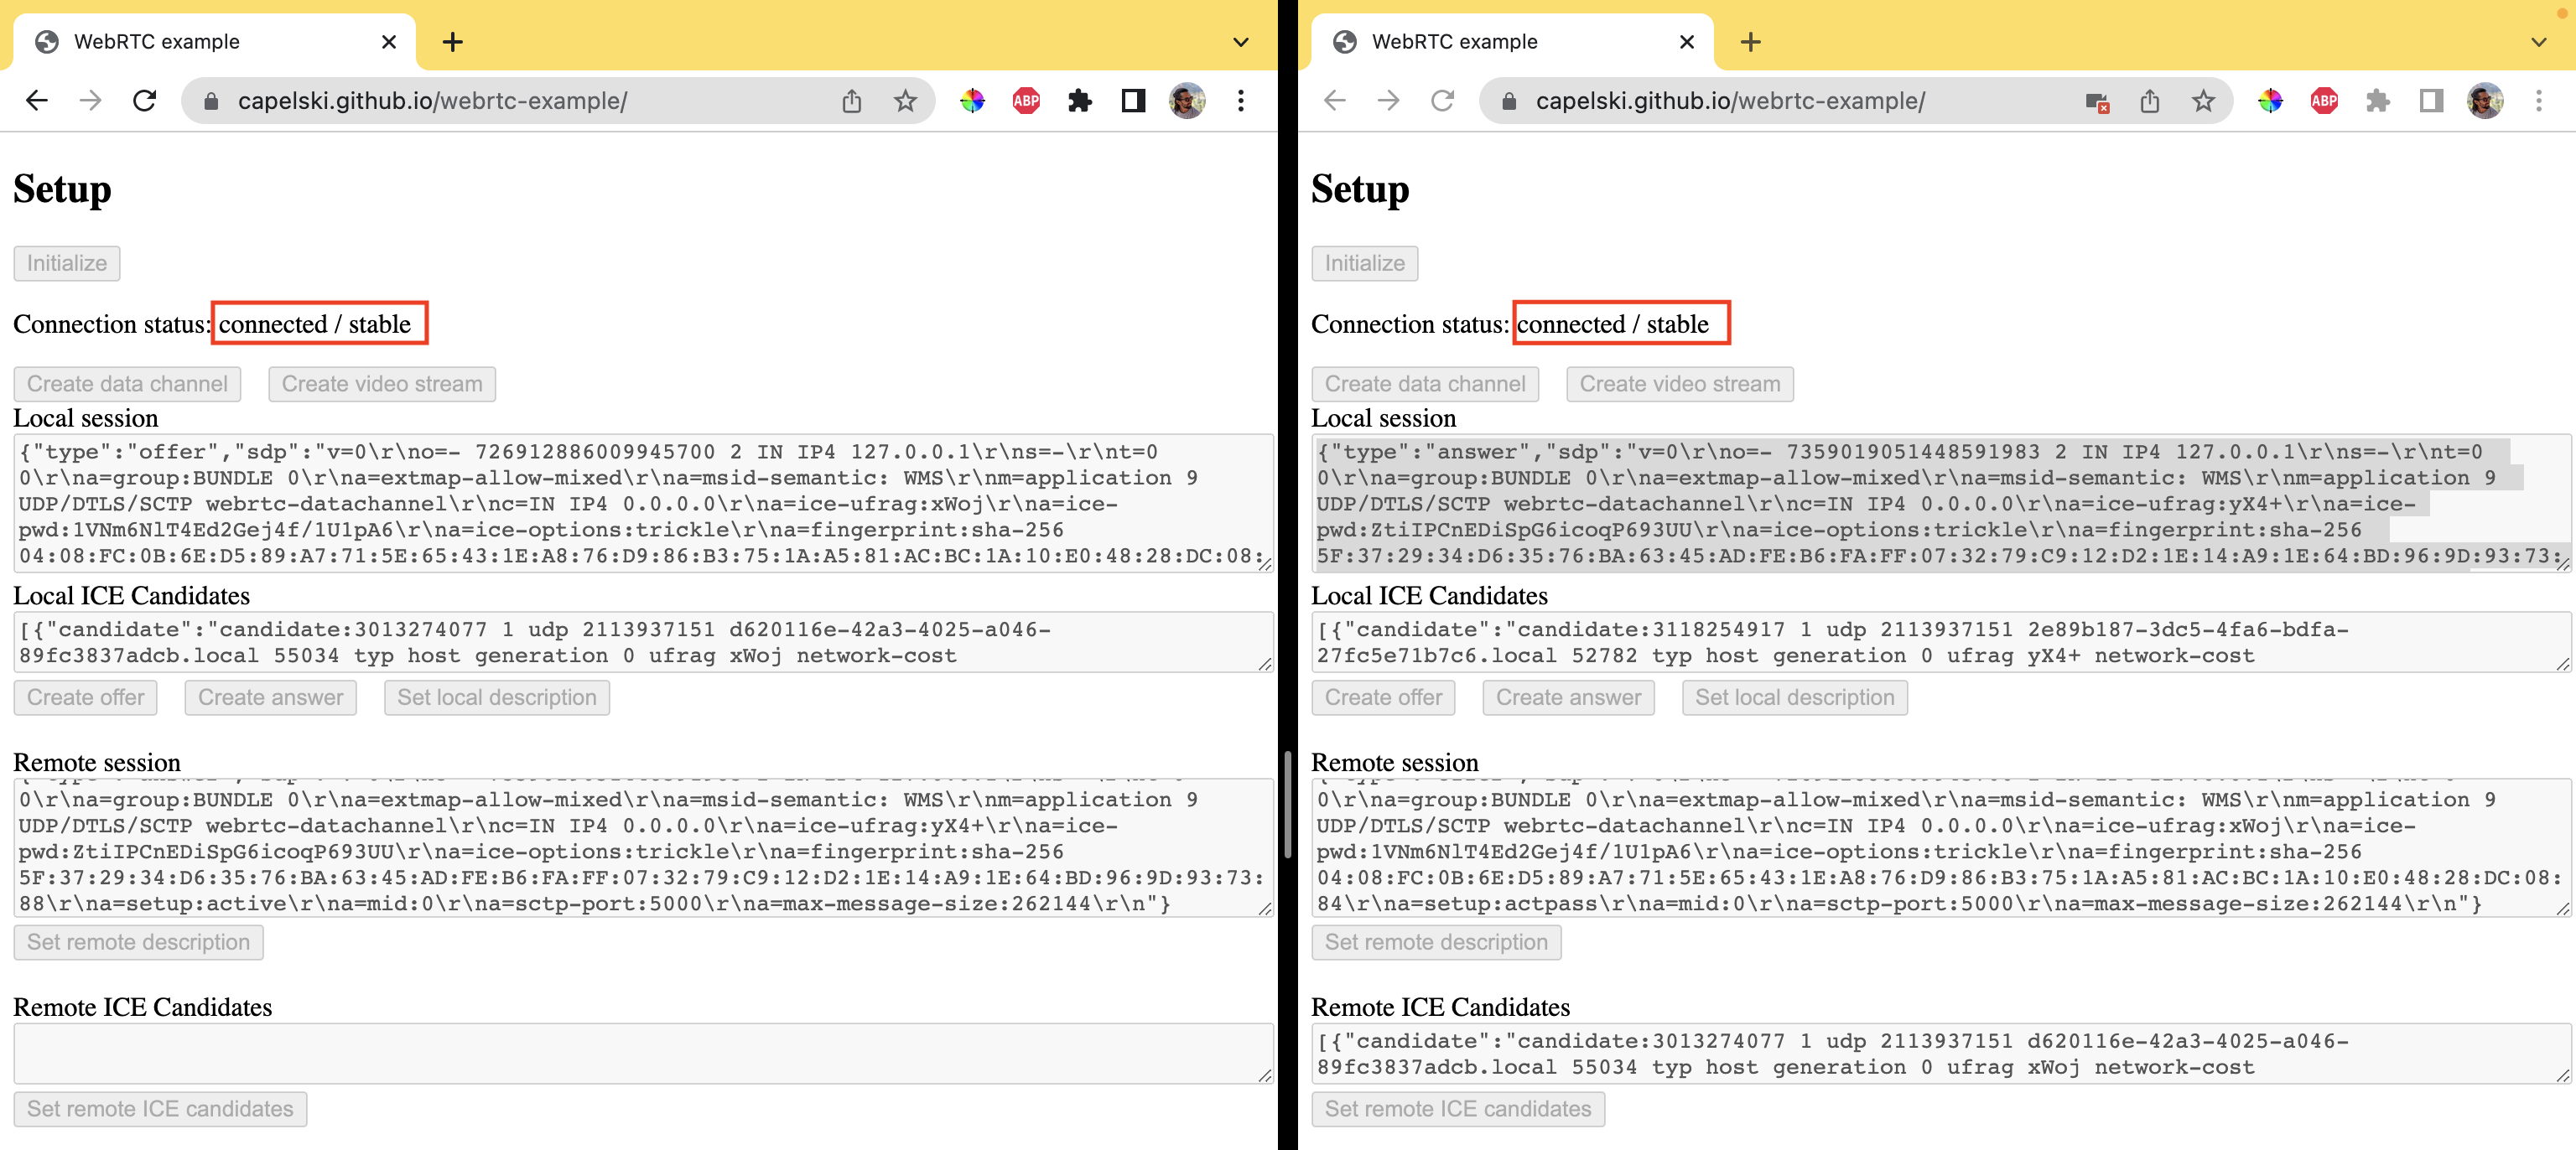 WebRTC example
capelski.github.io/webrtc-example/
ABP
Setup
Initialize
Connection status: connected / stable
Create data channel Create video stream
Local session
{"type":"offer","sdp":"v=0\r\no=- 726912886009945700 2 IN IP4 127.0.0.1\r\ns=-\r\nt=0
0\r\na=group:BUNDLE 0\r\na=extmap-allow-mixed\r\na=msid-semantic: WMS\r\nm=application 9
UDP/DTLS/SCTP webrtc-datachannel\r\nc=IN IP4 0.0.0.0\r\na=ice-ufrag:xWoj\r\na=ice-
pwd:1VNm6NlT4Ed2Gej4f/1U1pA6\r\na=ice-options:trickle\r\na=fingerprint:sha-256
04:08:FC:0B:6E:D5:89:A7:71:5E:65:43:1E:A8:76:D9:86:B3:75:1A:A5:81:AC:BC:1A:10:E0:48:28:DC:08:
Local ICE Candidates
[{"candidate":"candidate:3013274077 1 udp 2113937151 d620116e-42a3-4025-a046-
89fc3837adcb.local 55034 typ host generation 0 ufrag xWoj network-cost
Create offer Create answer Set local description
Remote session
0\r\na=group:BUNDLE 0\r\na=extmap-allow-mixed\r\na=msid-semantic: WMS\r\nm=application 9
UDP/DTLS/SCTP webrtc-datachannel\r\nc=IN IP4 0.0.0.0\r\na=ice-ufrag:yX4+\r\na=ice-
pwd:ZtiIPCnEDiSpG6icoqP693UU\r\na=ice-options:trickle\r\na=fingerprint:sha-256
5F:37:29:34:D6:35:76:BA:63:45:AD:FE:B6:FA:FF:07:32:79:C9:12:D2:1E:14:A9:1E:64:BD:96:9D:93:73:
88\r\na=setup:active\r\na=mid:0\r\na=sctp-port:5000\r\na=max-message-size:262144\r\n"}
Set remote description
Remote ICE Candidates
Set remote ICE candidates
WebRTC example
capelski.github.io/webrtc-example/
ABP
Setup
Initialize
Connection status: connected / stable
Create data channel Create video stream
Local session
{"type":"answer","sdp":"v=0\r\no=- 7359019051448591983 2 IN IP4 127.0.0.1\r\ns=-\r\nt=0
0\r\na=group:BUNDLE 0\r\na=extmap-allow-mixed\r\na=msid-semantic: WMS\r\nm=application 9
UDP/DTLS/SCTP webrtc-datachannel\r\nc=IN IP4 0.0.0.0\r\na=ice-ufrag:yX4+\r\na=ice-
pwd:ZtiIPCnEDiSpG6icoqP693UU\r\na=ice-options:trickle\r\na=fingerprint:sha-256
5F:37:29:34:D6:35:76:BA:63:45:AD:FE:B6:FA:FF:07:32:79:C9:12:D2:1E:14:A9:1E:64:BD:96:9D:93:73:
Local ICE Candidates
[{"candidate":"candidate:3118254917 1 udp 2113937151 2e89b187-3dc5-4fa6-bdfa-
27fc5e71b7c6.local 52782 typ host generation 0 ufrag yX4+ network-cost
Create offer Create answer Set local description
Remote session
0\r\na=group:BUNDLE 0\r\na=extmap-allow-mixed\r\na=msid-semantic: WMS\r\nm=application 9
UDP/DTLS/SCTP webrtc-datachannel\r\nc=IN IP4 0.0.0.0\r\na=ice-ufrag:xWoj\r\na=ice-
pwd:1VNm6NlT4Ed2Gej4f/1U1pA6\r\na=ice-options:trickle\r\na=fingerprint:sha-256
04:08:FC:0B:6E:D5:89:A7:71:5E:65:43:1E:A8:76:D9:86:B3:75:1A:A5:81:AC:BC:1A:10:E0:48:28:DC:08:
84\r\na=setup:actpass\r\na=mid:0\r\na=sctp-port:5000\r\na=max-message-size:262144\r\n"}
Set remote description
Remote ICE Candidates
[{"candidate":"candidate:3013274077 1 udp 2113937151 d620116e-42a3-4025-a046-
89fc3837adcb.local 55034 typ host generation 0 ufrag xWoj network-cost
Set remote ICE candidates